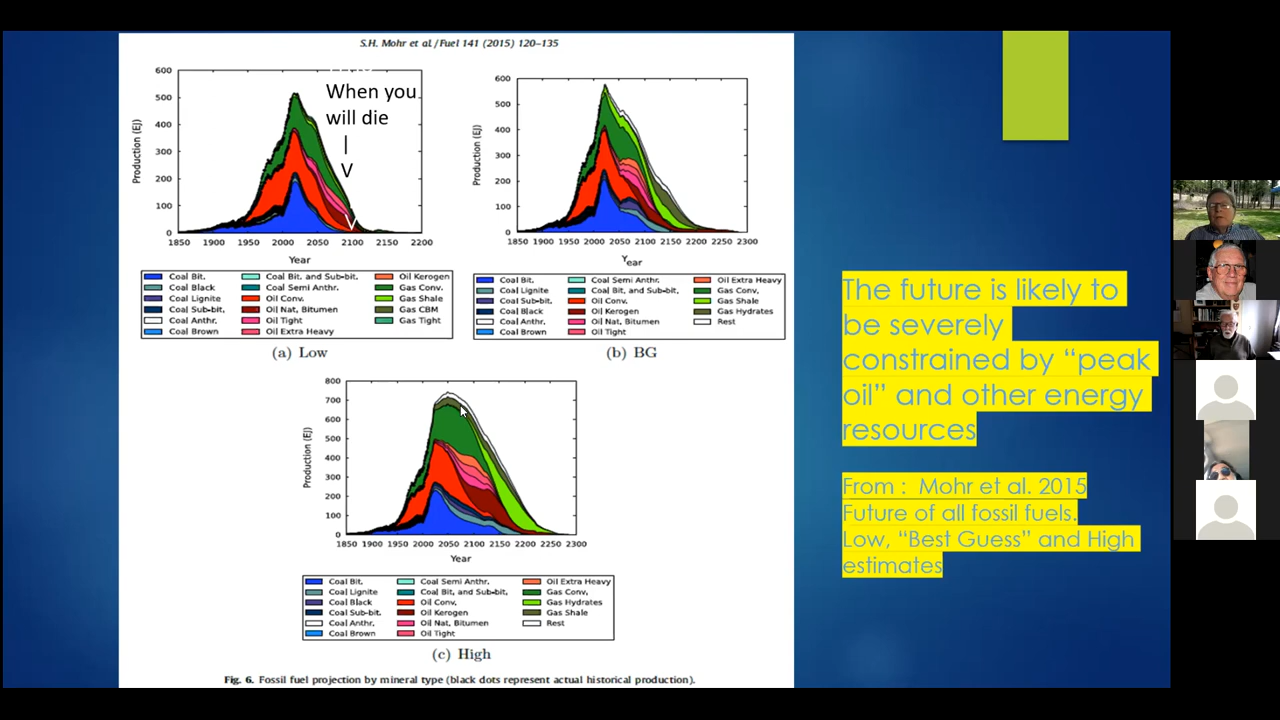 S.H. Mohr et al. / Fuel 141 (2015) 120–135
600
500
400
300
200
100
0
Production (EJ)
1850 1900 1950 2000 2050 2100 2150 2200
Year
When you
will die
|
V
V
Coal Bit.
Coal Black
Coal Lignite
Coal Sub-bit.
Coal Anthr.
Coal Brown
Coal Bit. and Sub-bit.
Coal Semi Anthr.
Oil Conv.
Oil Nat. Bitumen
Oil Tight
Oil Extra Heavy
Oil Kerogen
Gas Conv.
Gas Shale
Gas CBM
Gas Tight
(a) Low
600
500
400
300
200
100
0
Production (EJ)
1850 1900 1950 2000 2050 2100 2150 2200 2250 2300
Year
Coal Bit.
Coal Lignite
Coal Sub-bit.
Coal Black
Coal Anthr.
Coal Brown
Coal Semi Anthr.
Coal Bit. and Sub-bit.
Oil Conv.
Oil Kerogen
Oil Nat. Bitumen
Oil Tight
Oil Extra Heavy
Gas Conv.
Gas Shale
Gas Hydrates
Rest
(b) BG
800
700
600
500
400
300
200
100
0
Production (EJ)
1850 1900 1950 2000 2050 2100 2150 2200 2250 2300
Year
Coal Bit.
Coal Lignite
Coal Black
Coal Sub-bit.
Coal Anthr.
Coal Brown
Coal Semi Anthr.
Coal Bit. and Sub-bit.
Oil Conv.
Oil Kerogen
Oil Nat. Bitumen
Oil Tight
Oil Extra Heavy
Gas Conv.
Gas Hydrates
Gas Shale
Rest
(c) High
Fig. 6. Fossil fuel projection by mineral type (black dots represent actual historical production).
The future is likely to
be severely
constrained by “peak
oil” and other energy
resources
From : Mohr et al. 2015
Future of all fossil fuels.
Low, “Best Guess” and High
estimates